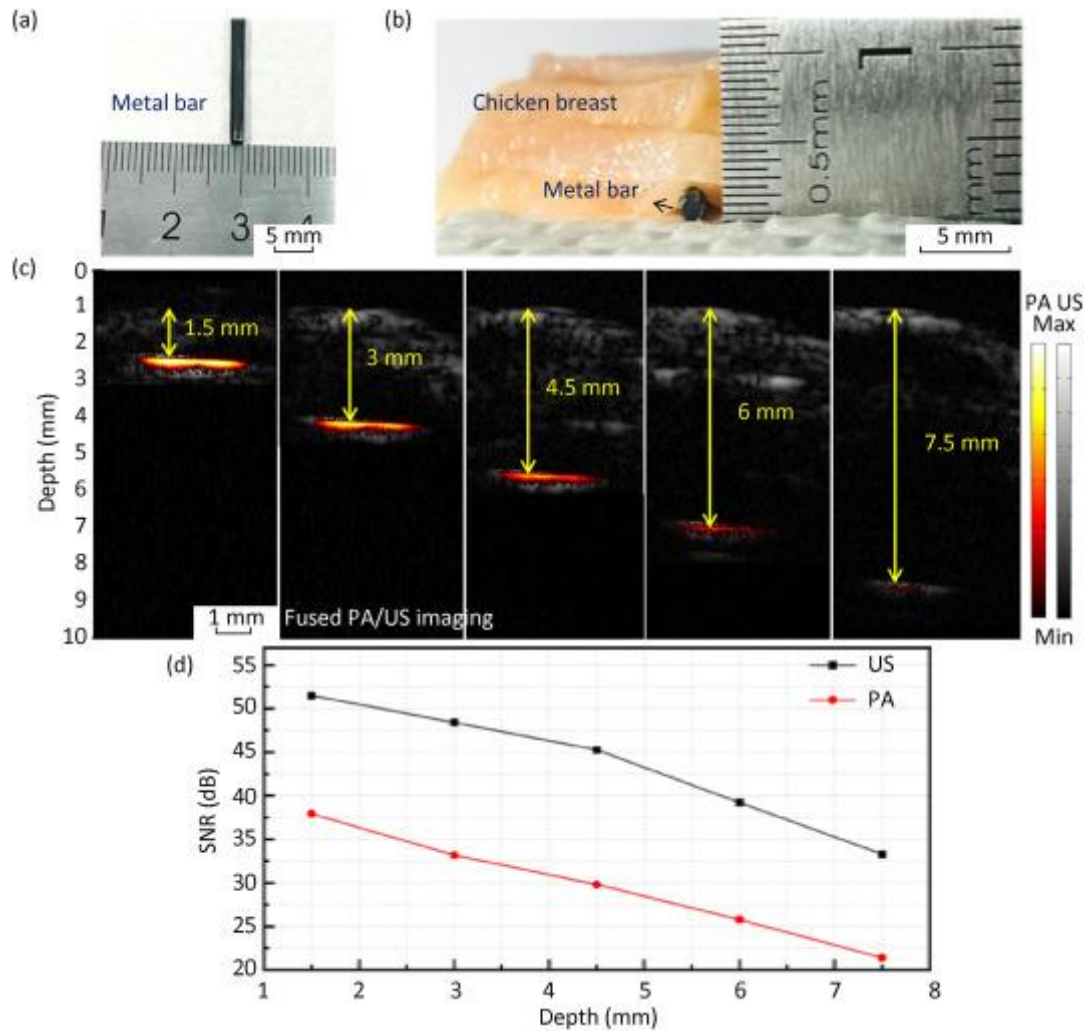 (a)
Metal bar
1 2 3 4
5 mm
(b)
Chicken breast
Metal bar
0.5mm
mm
5 mm
(c)
0
1
2
3
4
5
6
7
8
9
10
Depth (mm)
1.5 mm
3 mm
4.5 mm
6 mm
7.5 mm
1 mm
Fused PA/US imaging
PA US
Max
Min
(d)
55
50
45
40
35
30
25
20
SNR (dB)
US
PA
1 2 3 4 5 6 7 8
Depth (mm)